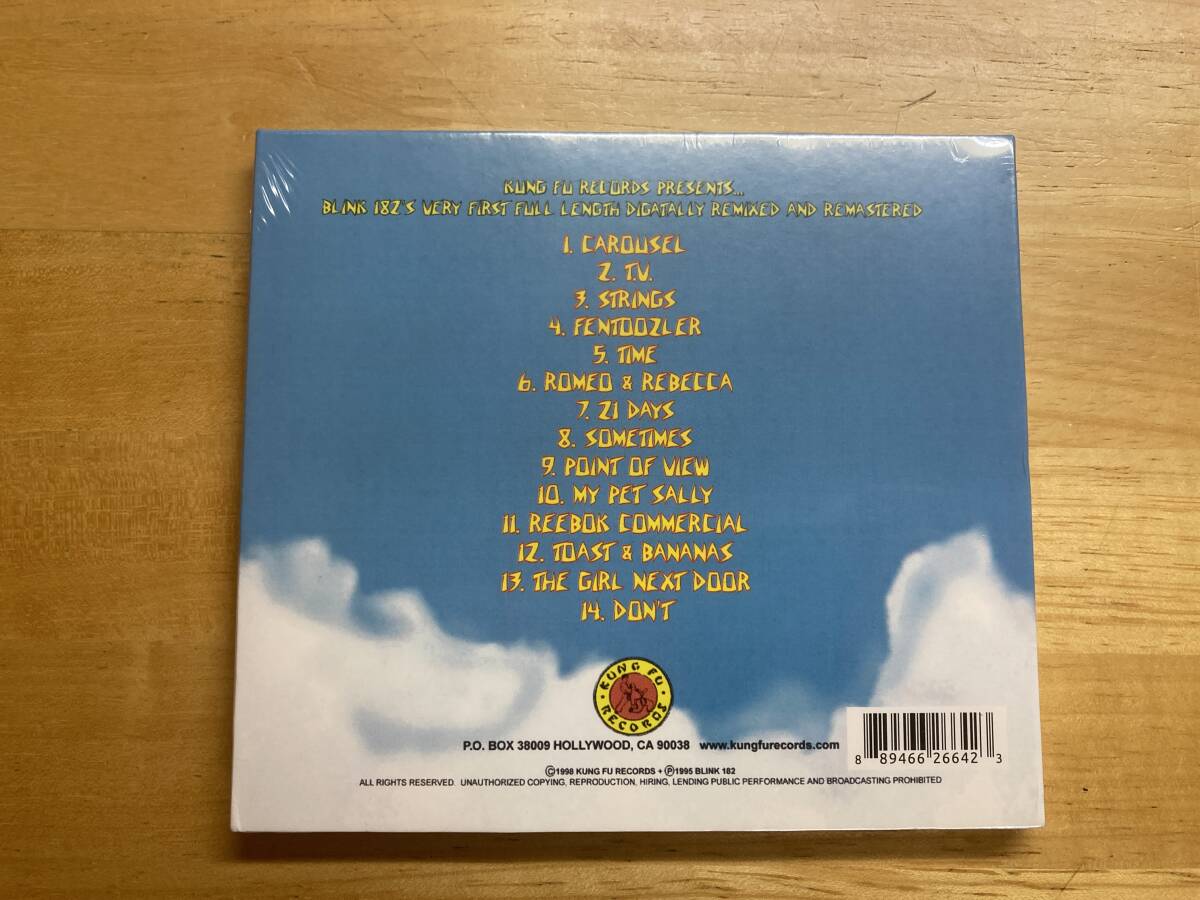 KUNG FU RECORDS PRESENTS...
BLINK 182'S VERY FIRST FULL LENGTH DIGATALLY REMIXED AND REMASTERED
1. CAROUSEL
2. T.V.
3. STRINGS
4. FENTOOZLER
5. TIME
6. ROMEO & REBECCA
7. 21 DAYS
8. SOMETIMES
9. POINT OF VIEW
10. MY PET SALLY
11. REEBOK COMMERCIAL
12. TOAST & BANANAS
13. THE GIRL NEXT DOOR
14. DON'T
KUNG FU
RECORDS
P.O. BOX 38009 HOLLYWOOD, CA 90038 www.kungfurecords.com
8 89466 26642 3
©1998 KUNG FU RECORDS + ℗1995 BLINK 182
ALL RIGHTS RESERVED. UNAUTHORIZED COPYING, REPRODUCTION, HIRING, LENDING PUBLIC PERFORMANCE AND BROADCASTING PROHIBITED